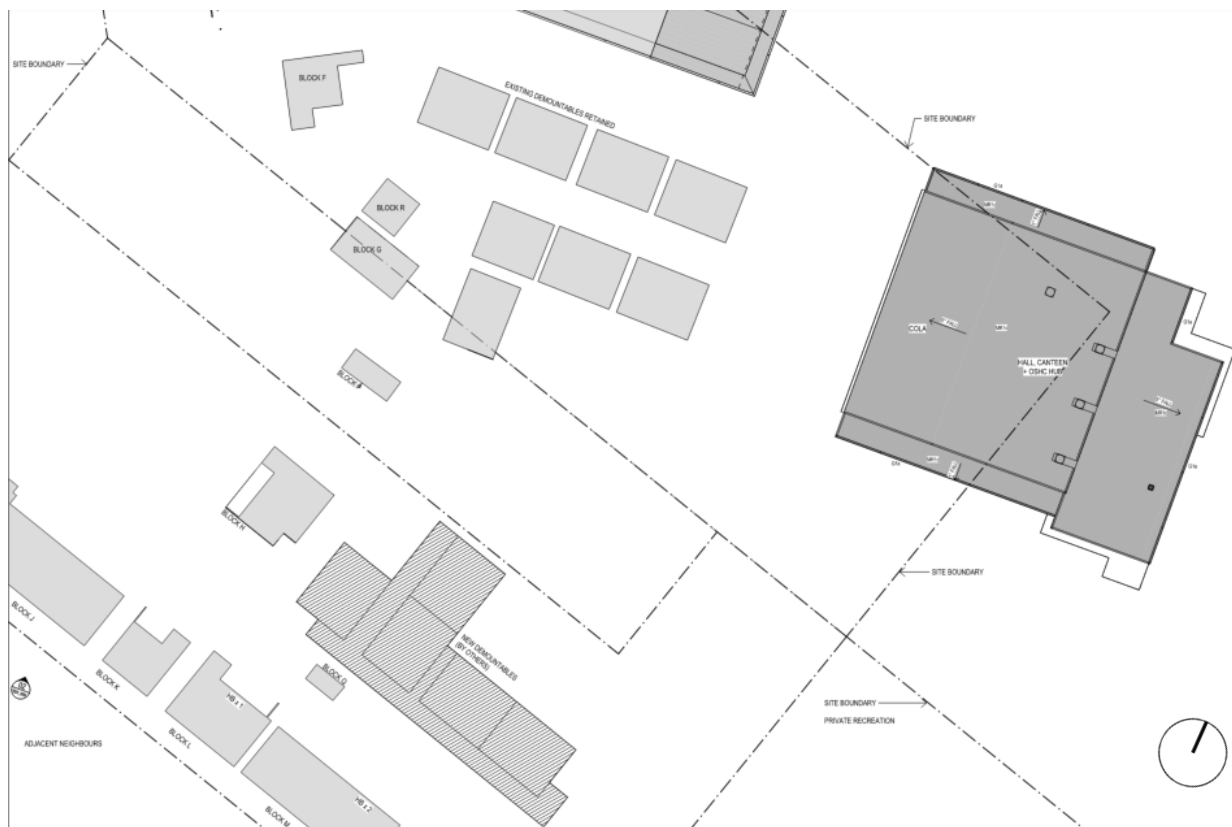 SITE BOUNDARY
BLOCK F
EXISTING DEMOUNTABLES RETAINED
SITE BOUNDARY
BLOCK R
BLOCK G
COLA
HALL, CANTEEN
+ OSHC HUB
BLOCK H
SITE BOUNDARY
BLOCK J
BLOCK K
NEW DEMOUNTABLES
(BY OTHERS)
HB x 1
SITE BOUNDARY
PRIVATE RECREATION
02
ADJACENT NEIGHBOURS
BLOCK L
HB x 2
BLOCK M